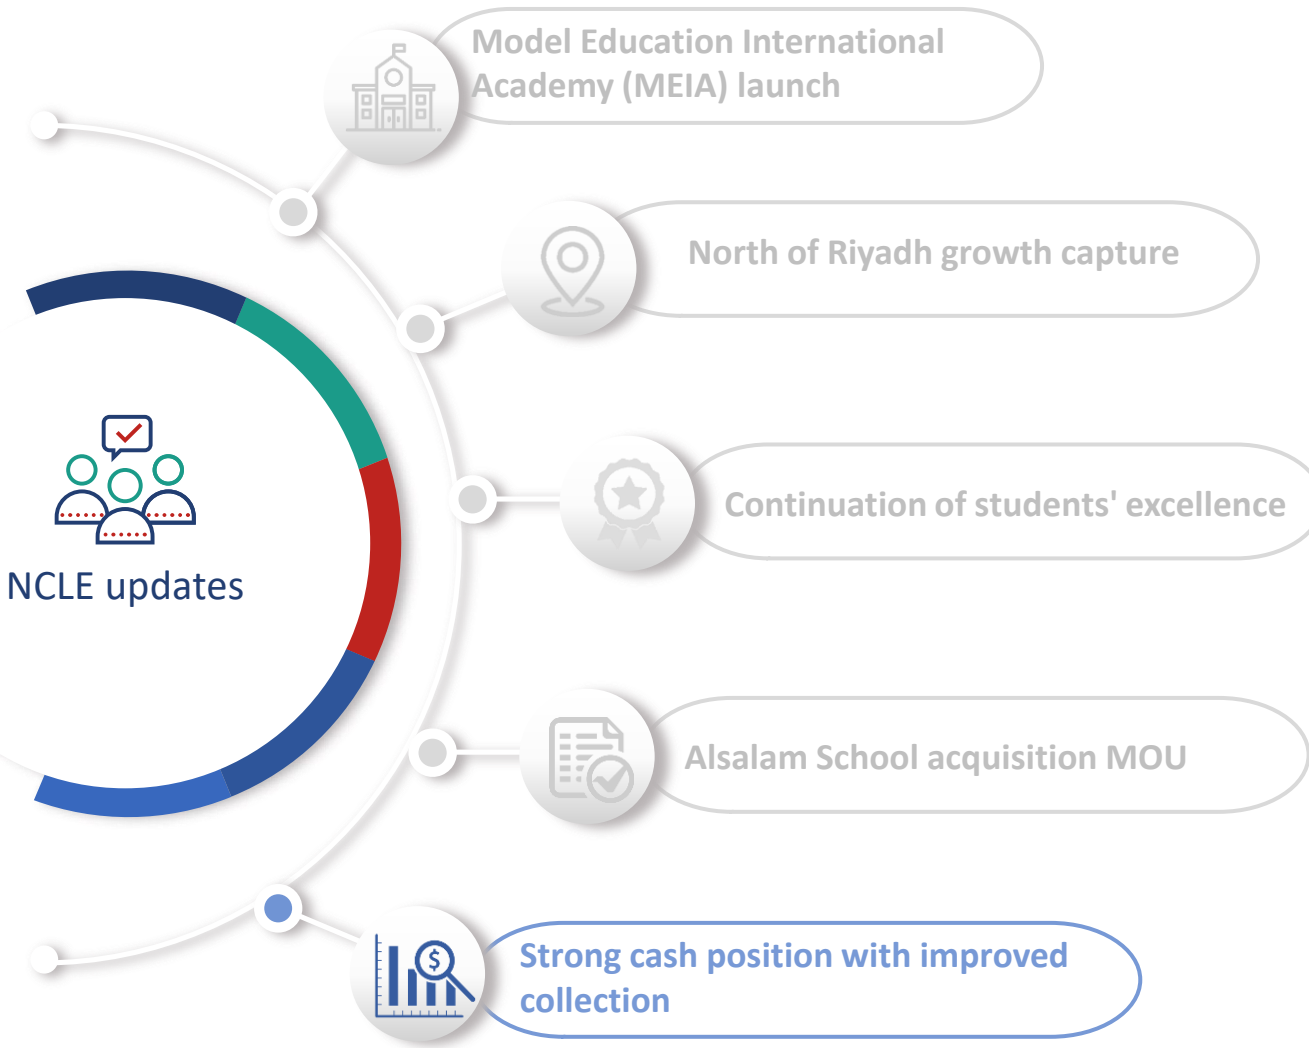 Model Education International
Academy (MEIA) launch
North of Riyadh growth capture
Continuation of students' excellence
NCLE updates
Alsalam School acquisition MOU
$
Strong cash position with improved
collection